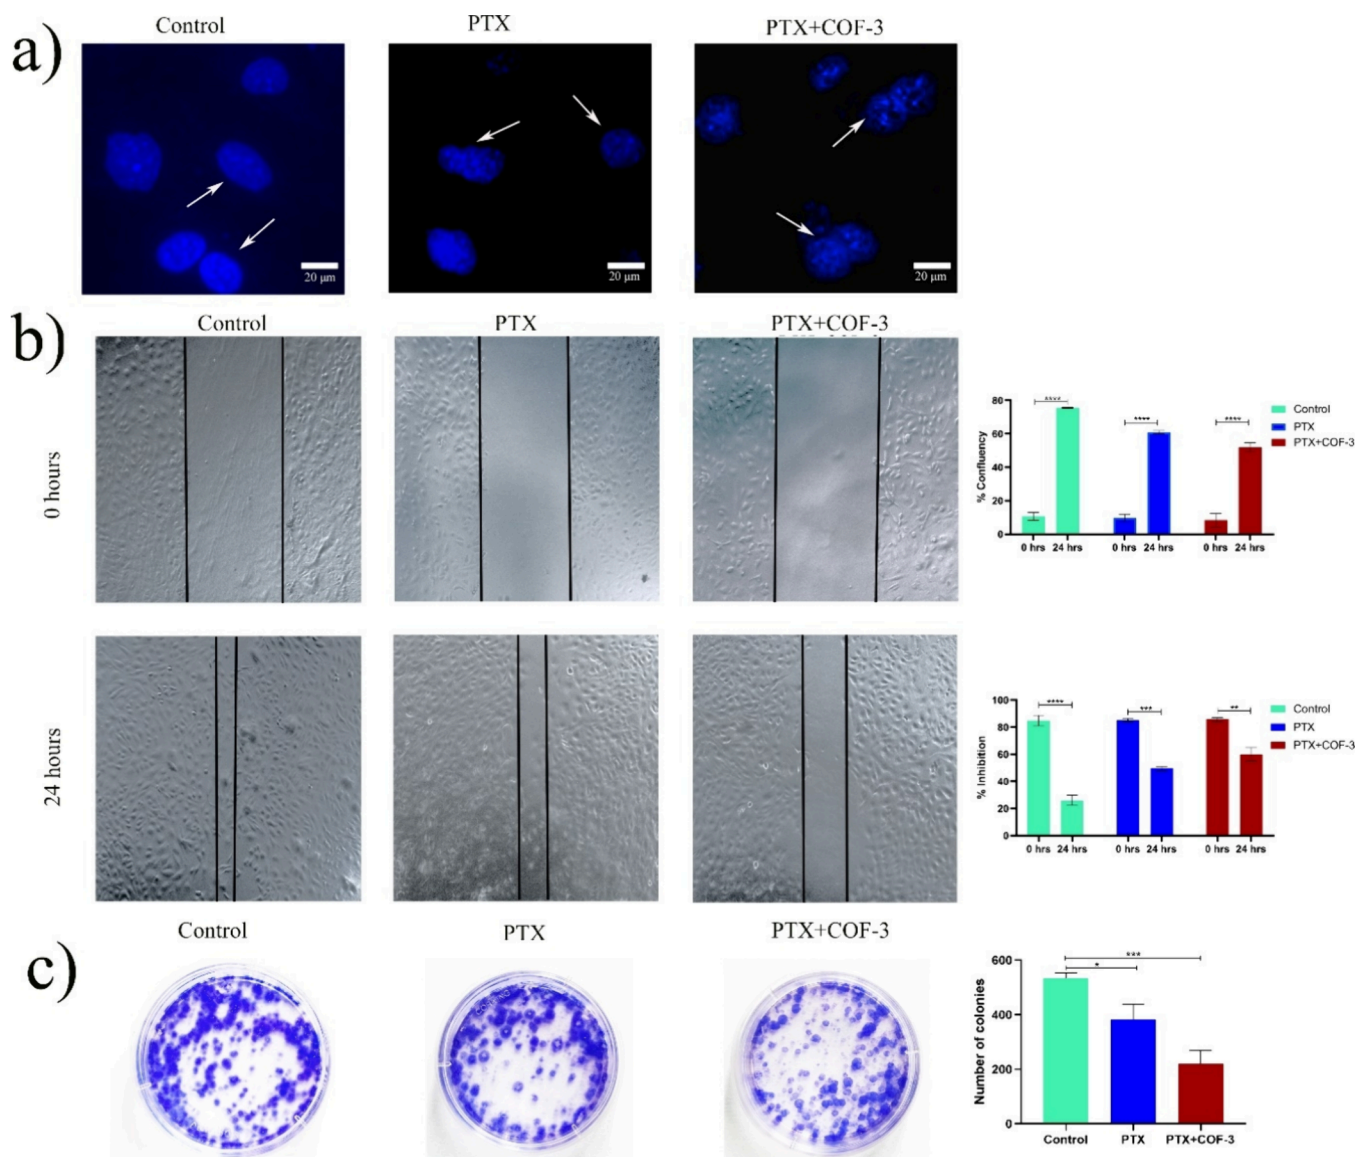 a)
Control
PTX
PTX+COF-3
20 µm
20 µm
20 µm
b)
Control
PTX
PTX+COF-3
0 hours
24 hours
% Confluency
80
60
40
20
0
****
****
****
0 hrs 24 hrs 0 hrs 24 hrs 0 hrs 24 hrs
Control
PTX
PTX+COF-3
% Inhibition
100
80
60
40
20
0
****
***
**
0 hrs 24 hrs 0 hrs 24 hrs 0 hrs 24 hrs
Control
PTX
PTX+COF-3
c)
Control
PTX
PTX+COF-3
Number of colonies
600
400
200
0
***
*
Control PTX PTX+COF-3